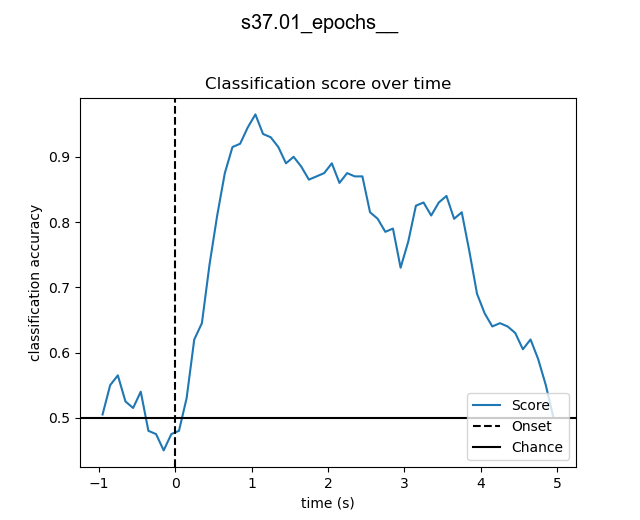 s37.01_epochs__
Classification score over time
classification accuracy
0.9
0.8
0.7
0.6
0.5
−1
0
1
2
3
4
5
time (s)
Score
Onset
Chance